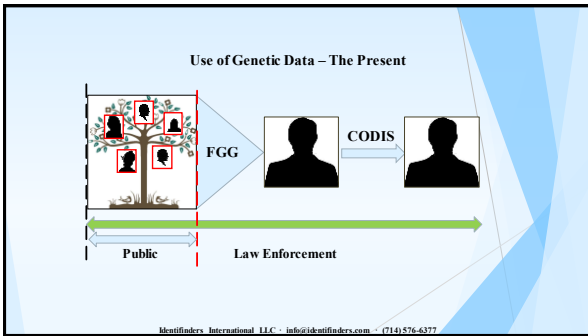 Use of Genetic Data – The Present
FGG
CODIS
Public
Law Enforcement
Identifinders International LLC · info@identifinders.com · (714) 576-6377